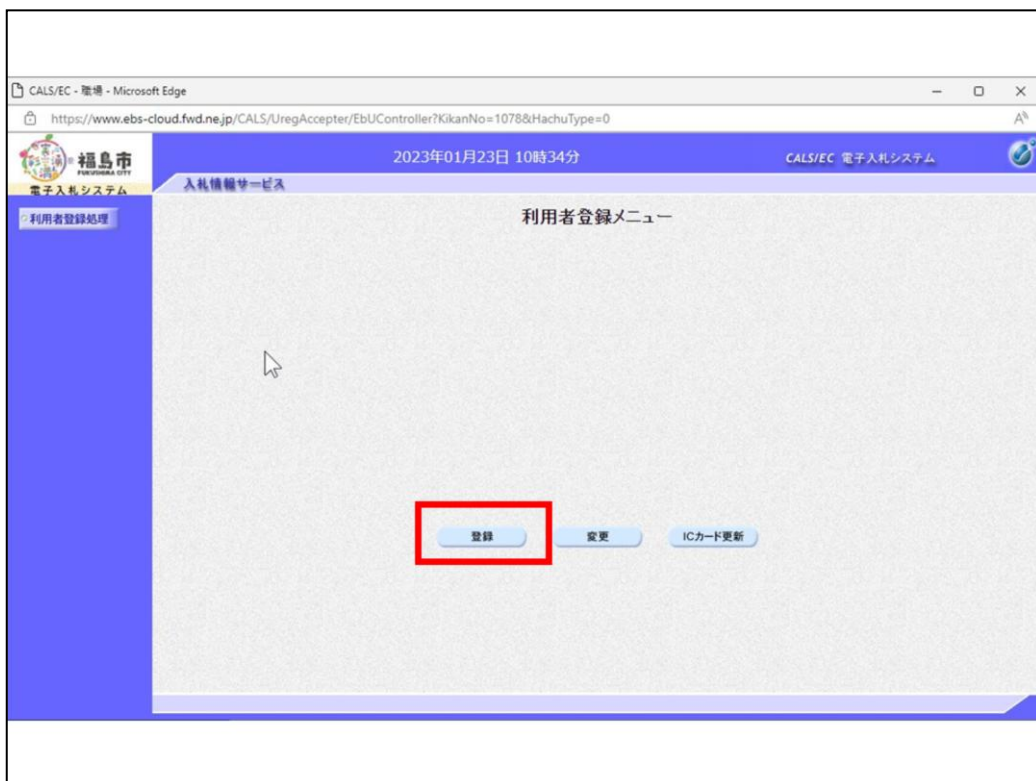 CALS/EC - 職場 - Microsoft Edge
https://www.ebs-cloud.fwd.ne.jp/CALS/UregAccepter/EbUController?KikanNo=1078&HachuType=0
福島市
FUKUSHIMA CITY
電子入札システム
2023年01月23日 10時34分
CALS/EC 電子入札システム
入札情報サービス
利用者登録処理
利用者登録メニュー
登録
変更
ICカード更新